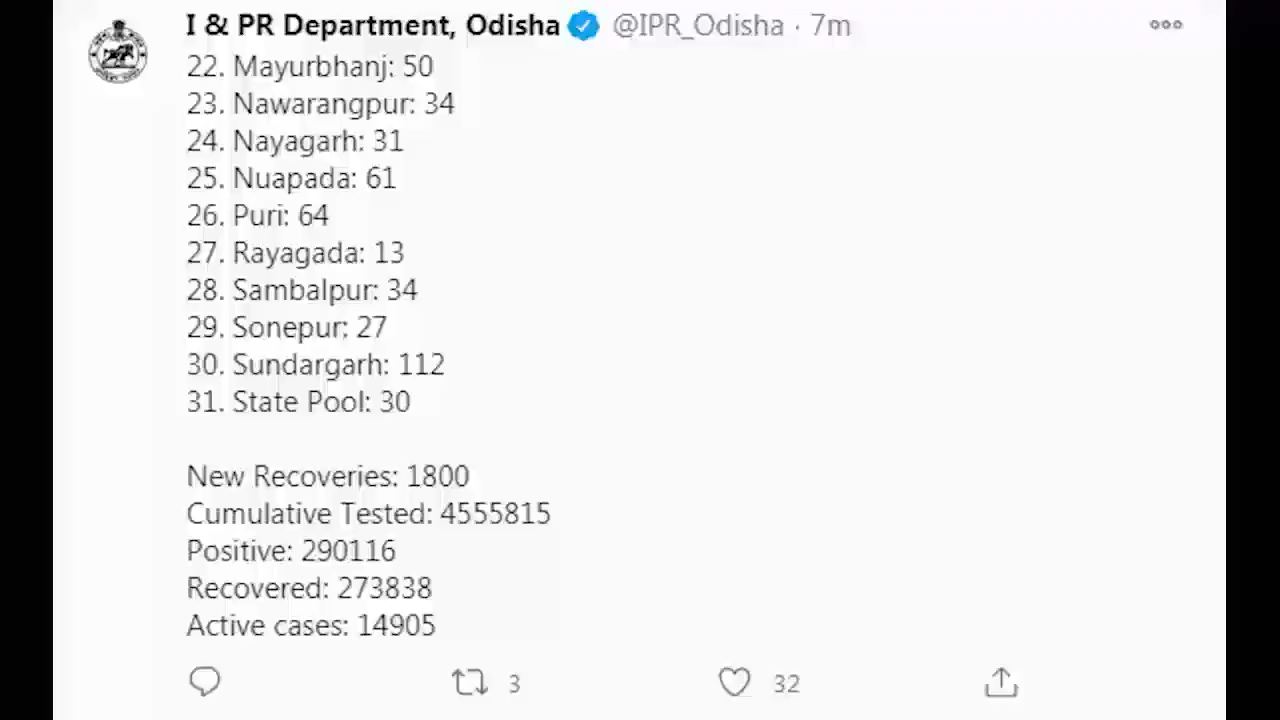 I & PR Department, Odisha @IPR_Odisha · 7m
22. Mayurbhanj: 50
23. Nawarangpur: 34
24. Nayagarh: 31
25. Nuapada: 61
26. Puri: 64
27. Rayagada: 13
28. Sambalpur: 34
29. Sonepur: 27
30. Sundargarh: 112
31. State Pool: 30
New Recoveries: 1800
Cumulative Tested: 4555815
Positive: 290116
Recovered: 273838
Active cases: 14905
3 32